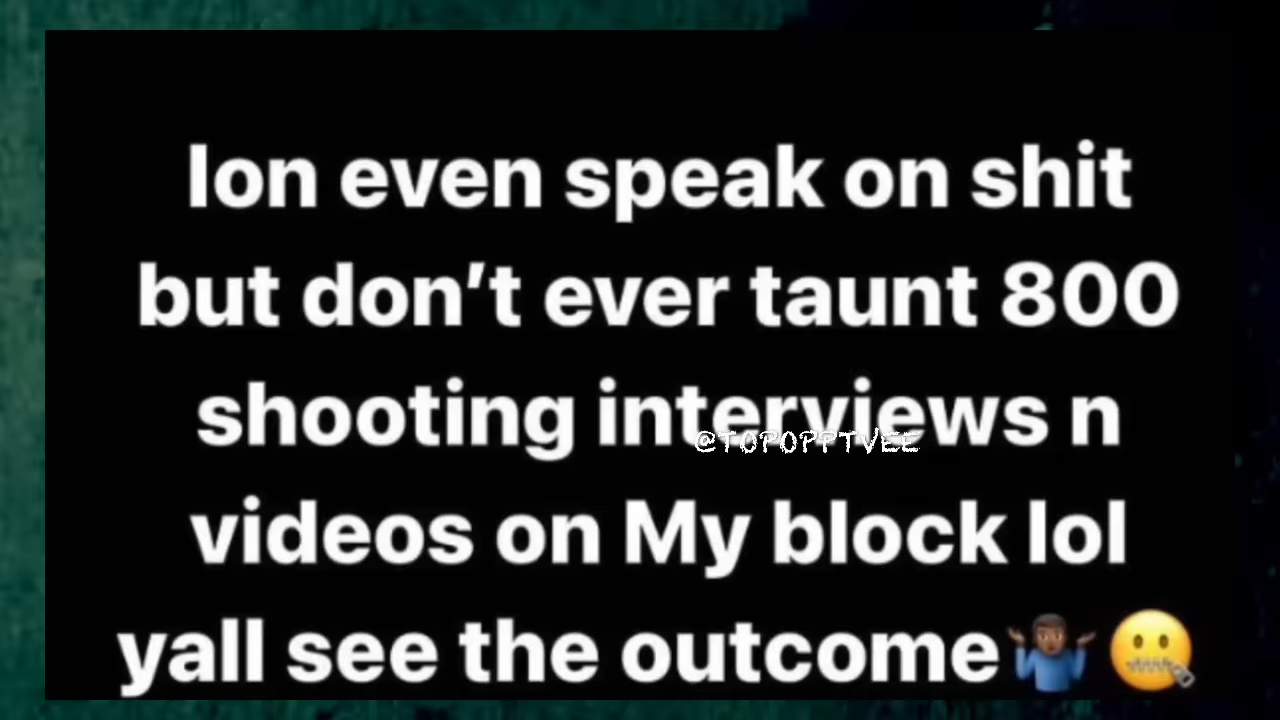 Ion even speak on shit
but don't ever taunt 800
shooting interviews n
@TOPOPPTVEE
videos on My block lol
yall see the outcome🤷🏾‍♂️🤐